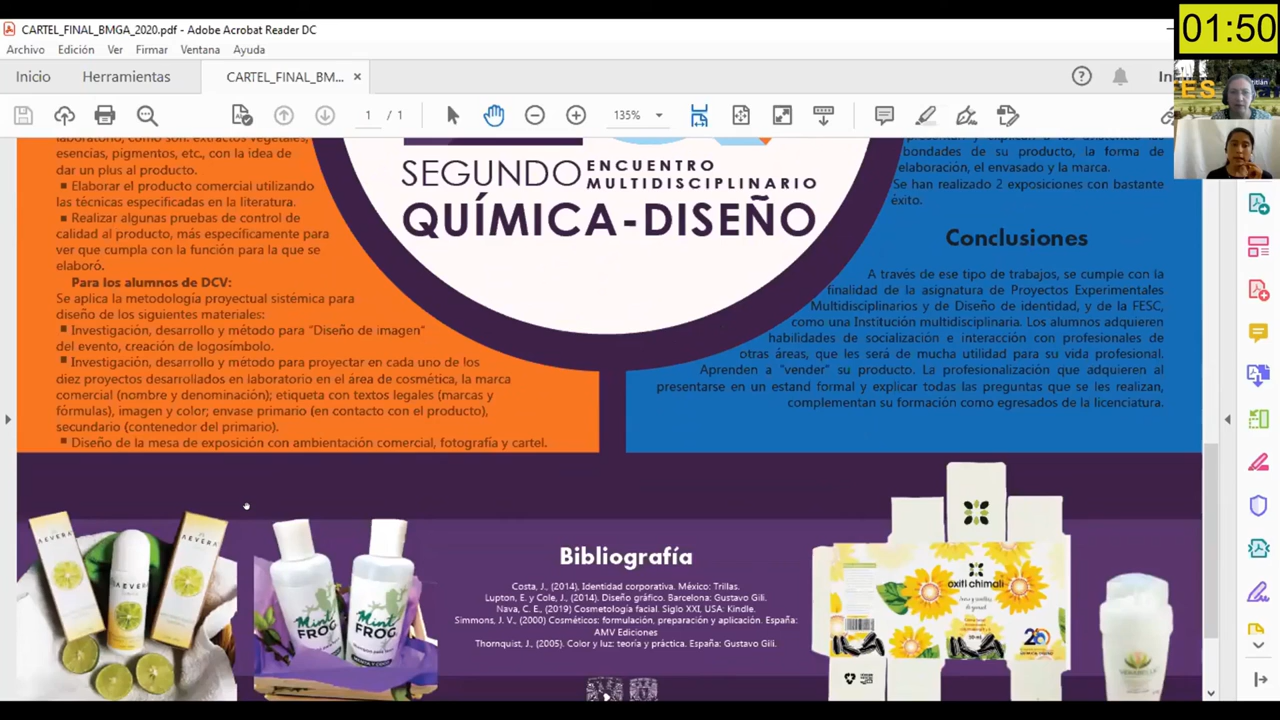 CARTEL_FINAL_BMGA_2020.pdf - Adobe Acrobat Reader DC
01:50
Archivo Edición Ver Firmar Ventana Ayuda
Inicio Herramientas CARTEL_FINAL_BM... ×
1 / 1 135%
ES
laboratorio, como son: extractos vegetales,
esencias, pigmentos, etc., con la idea de
dar un plus al producto.
Elaborar el producto comercial utilizando
las técnicas especificadas en la literatura.
Realizar algunas pruebas de control de
calidad al producto, más específicamente para
ver que cumpla con la función para la que se
elaboró.
Para los alumnos de DCV:
Se aplica la metodología proyectual sistémica para
diseño de los siguientes materiales:
Investigación, desarrollo y método para "Diseño de imagen"
del evento, creación de logosímbolo.
Investigación, desarrollo y método para proyectar en cada uno de los
diez proyectos desarrollados en laboratorio en el área de cosmética, la marca
comercial (nombre y denominación); etiqueta con textos legales (marcas y
fórmulas), imagen y color; envase primario (en contacto con el producto),
secundario (contenedor del primario).
Diseño de la mesa de exposición con ambientación comercial, fotografía y cartel.
SEGUNDO ENCUENTRO
MULTIDISCIPLINARIO
QUÍMICA-DISEÑO
bondades de su producto, la forma de
elaboración, el envasado y la marca.
Se han realizado 2 exposiciones con bastante
éxito.
Conclusiones
A través de ese tipo de trabajos, se cumple con la
finalidad de la asignatura de Proyectos Experimentales
Multidisciplinarios y de Diseño de identidad, y de la FESC,
como una Institución multidisciplinaria. Los alumnos adquieren
habilidades de socialización e interacción con profesionales de
otras áreas, que les será de mucha utilidad para su vida profesional.
Aprenden a "vender" su producto. La profesionalización que adquieren al
presentarse en un estand formal y explicar todas las preguntas que se les realizan,
complementan su formación como egresados de la licenciatura.
AEVERA
AEVERA
AEVERA
Mint
FROG
Mint
FROG
Bibliografía
Costa, J., (2014). Identidad corporativa. México: Trillas.
Lupton, E. y Cole, J., (2014). Diseño gráfico. Barcelona: Gustavo Gili.
Nava, C. E., (2019) Cosmetología facial. Siglo XXI, USA: Kindle.
Simmons, J. V., (2000) Cosméticos: formulación, preparación y aplicación. España:
AMV Ediciones
Thornquist, J., (2005). Color y luz: teoría y práctica. España: Gustavo Gili.
oxiti chimali
IKA
IKA